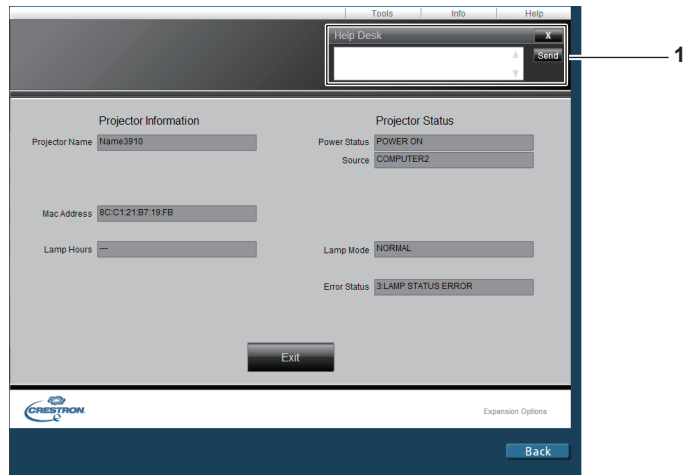 Tools Info Help
Help Desk X
Send
1
Projector Information Projector Status
Projector Name Name3910 Power Status POWER ON
Source COMPUTER2
Mac Address 8C:C1:21:B7:19:FB
Lamp Hours --- Lamp Mode NORMAL
Error Status 3:LAMP STATUS ERROR
Exit
CRESTRON
Expansion Options
Back